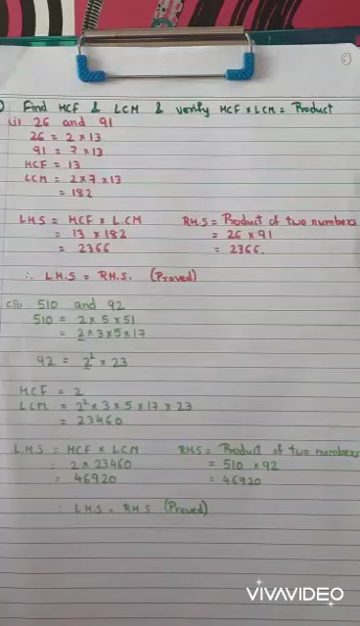 Find HCF & LCM & verify HCF × LCM = Product
(i) 26 and 91
26 = 2 × 13
91 = 7 × 13
HCF = 13
LCM = 2 × 7 × 13
= 182
L.H.S = HCF × L.CM
= 13 × 182
= 2366
R.H.S = Product of two numbers
= 26 × 91
= 2366.
∴ L.H.S = R.H.S. (Proved)
(ii) 510 and 92
510 = 2 × 5 × 51
= 2 × 3 × 5 × 17
92 = 2² × 23
HCF = 2
LCM = 2² × 3 × 5 × 17 × 23
= 23460
L.H.S = HCF × LCM
= 2 × 23460
= 46920
RHS = Product of two numbers
= 510 × 92
= 46920
∴ L.H.S = R.H.S (Proved)
VIVAVIDEO